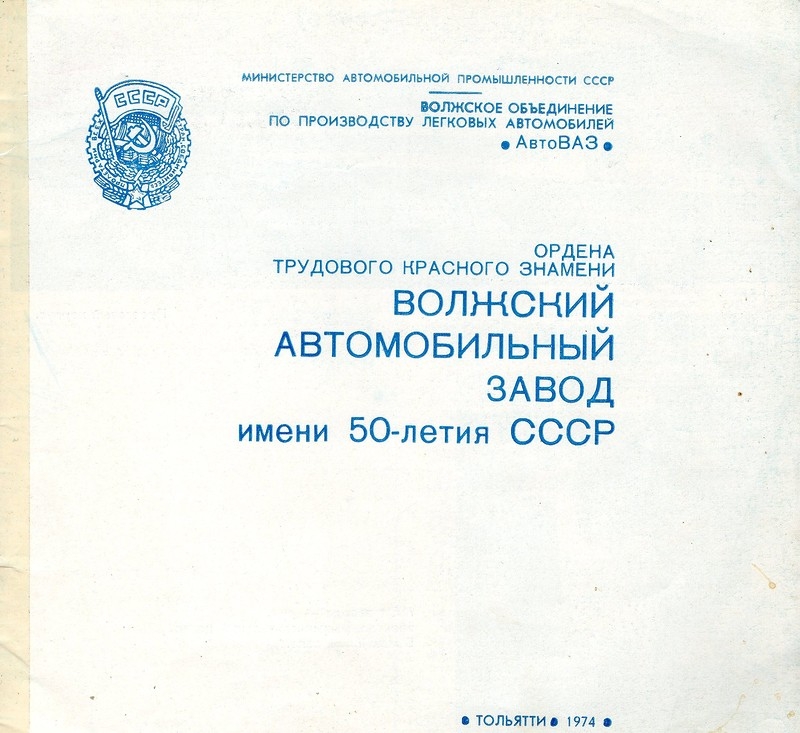 МИНИСТЕРСТВО АВТОМОБИЛЬНОЙ ПРОМЫШЛЕННОСТИ СССР
ВОЛЖСКОЕ ОБЪЕДИНЕНИЕ
ПО ПРОИЗВОДСТВУ ЛЕГКОВЫХ АВТОМОБИЛЕЙ
• АвтоВАЗ •
СССР
ОРДЕНА
ТРУДОВОГО КРАСНОГО ЗНАМЕНИ
ВОЛЖСКИЙ
АВТОМОБИЛЬНЫЙ
ЗАВОД
имени 50-летия СССР
• ТОЛЬЯТТИ • 1974 •